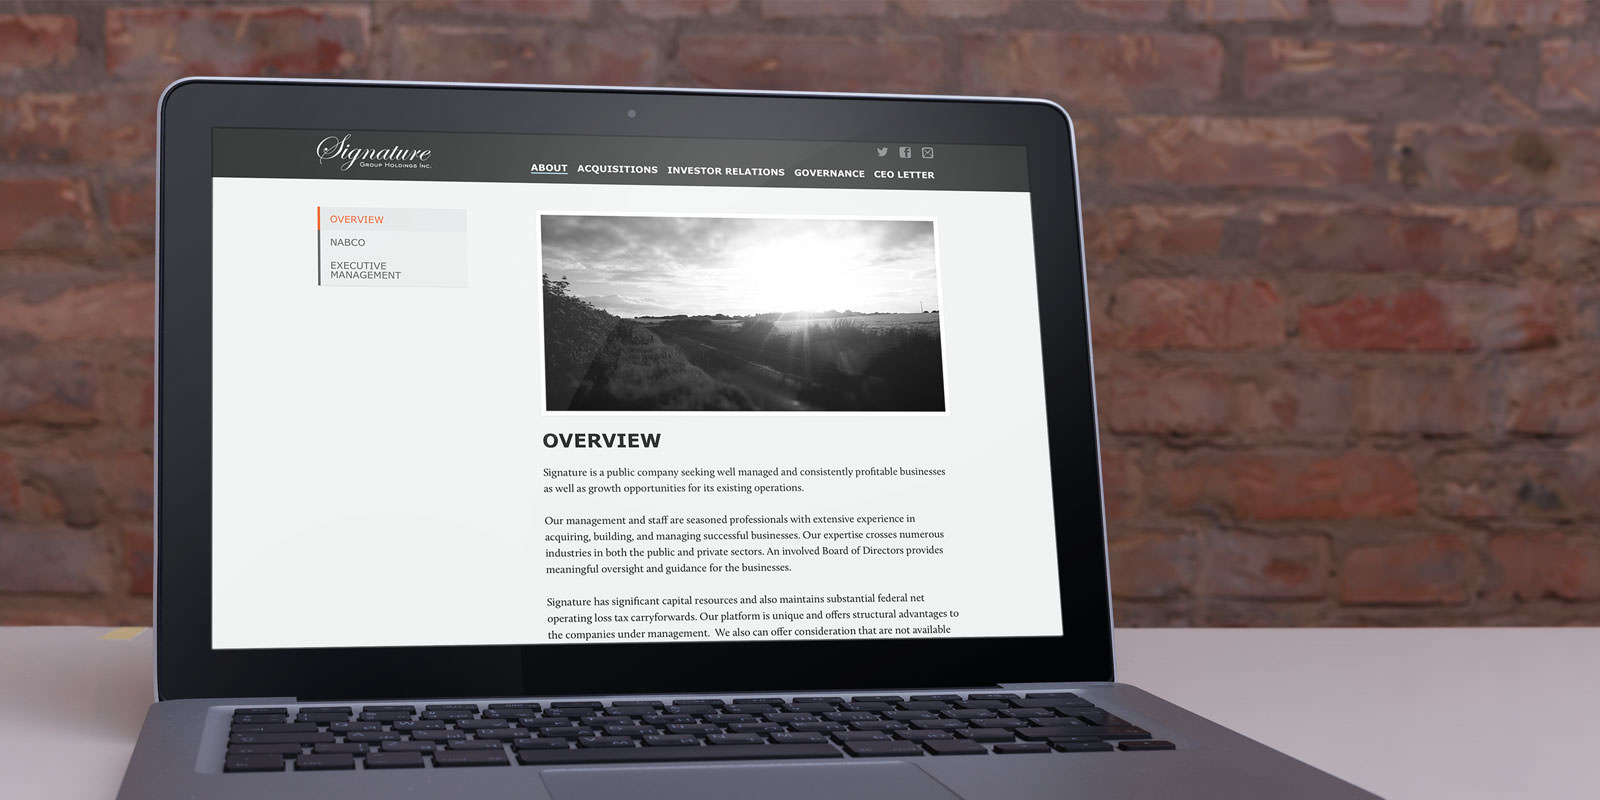 Signature
GROUP HOLDINGS INC.
ABOUT ACQUISITIONS INVESTOR RELATIONS GOVERNANCE CEO LETTER
OVERVIEW
NABCO
EXECUTIVE
MANAGEMENT
OVERVIEW
Signature is a public company seeking well managed and consistently profitable businesses
as well as growth opportunities for its existing operations.
Our management and staff are seasoned professionals with extensive experience in
acquiring, building, and managing successful businesses. Our expertise crosses numerous
industries in both the public and private sectors. An involved Board of Directors provides
meaningful oversight and guidance for the businesses.
Signature has significant capital resources and also maintains substantial federal net
operating loss tax carryforwards. Our platform is unique and offers structural advantages to
the companies under management. We also can offer consideration that are not available